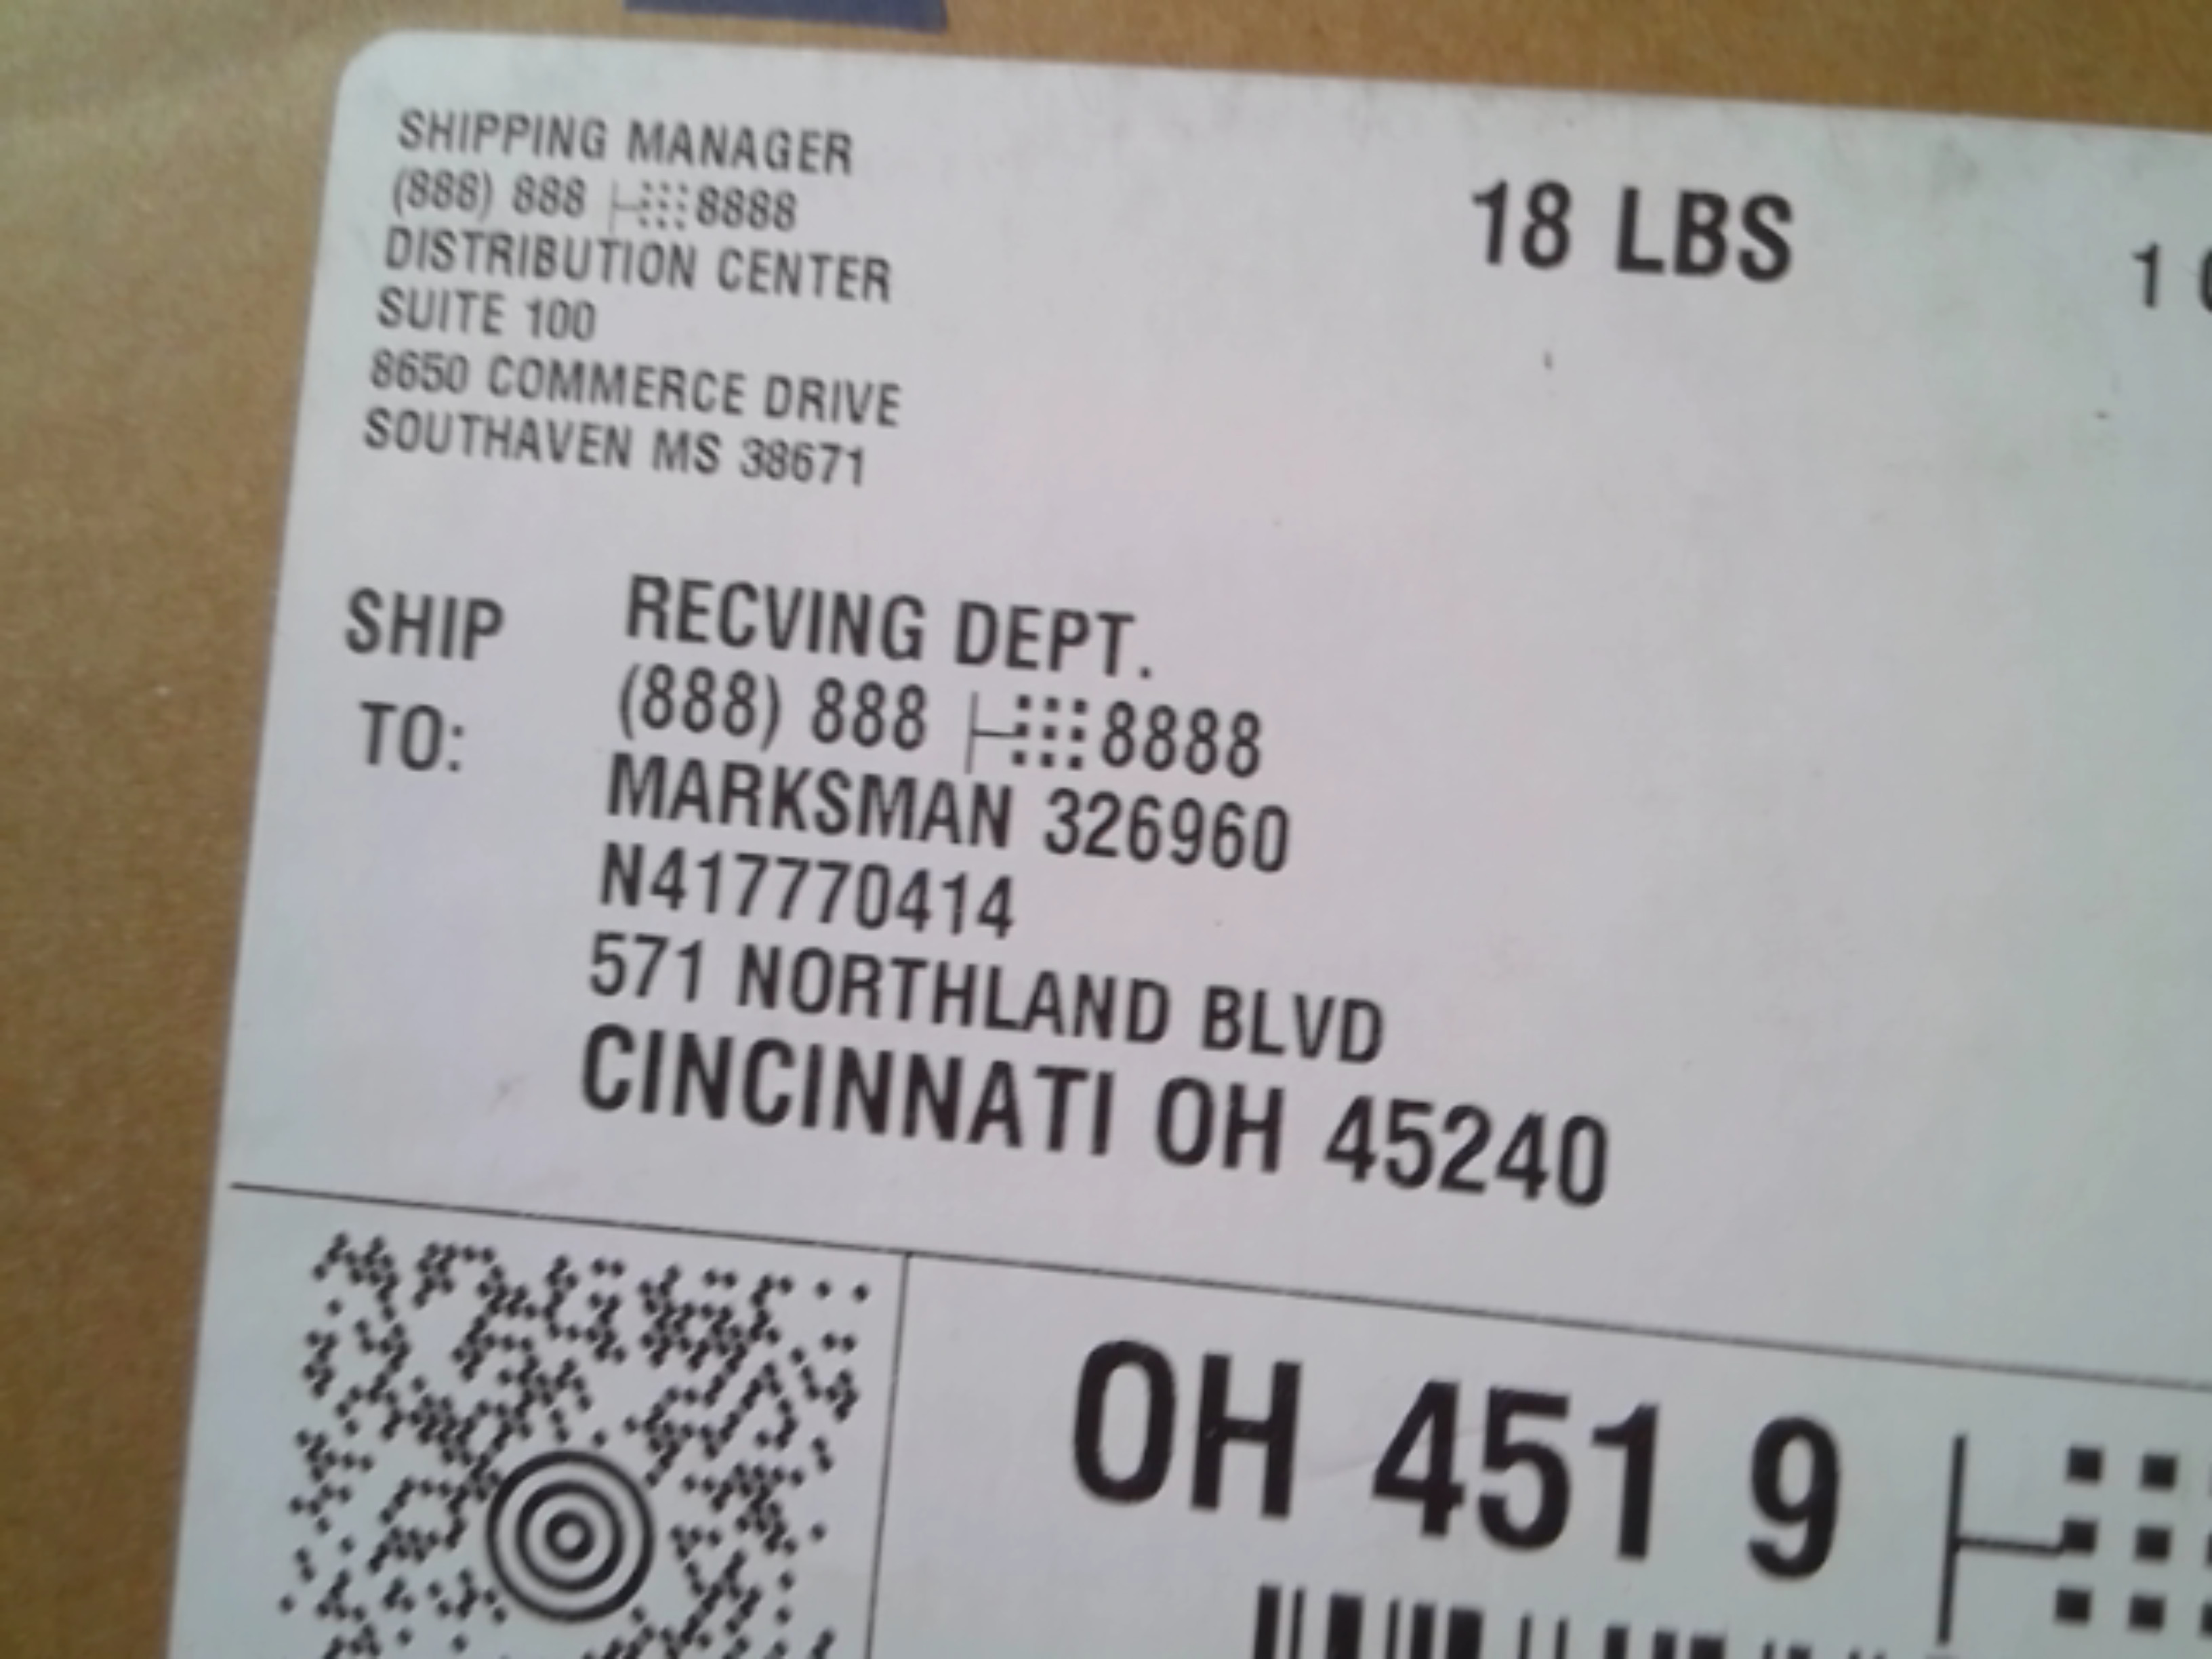 SHIPPING MANAGER
(888) 888 8888
DISTRIBUTION CENTER
SUITE 100
8650 COMMERCE DRIVE
SOUTHAVEN MS 38671
18 LBS
1
SHIP TO:
RECVING DEPT.
(888) 888 8888
MARKSMAN 326960
N417770414
571 NORTHLAND BLVD
CINCINNATI OH 45240
OH 451 9